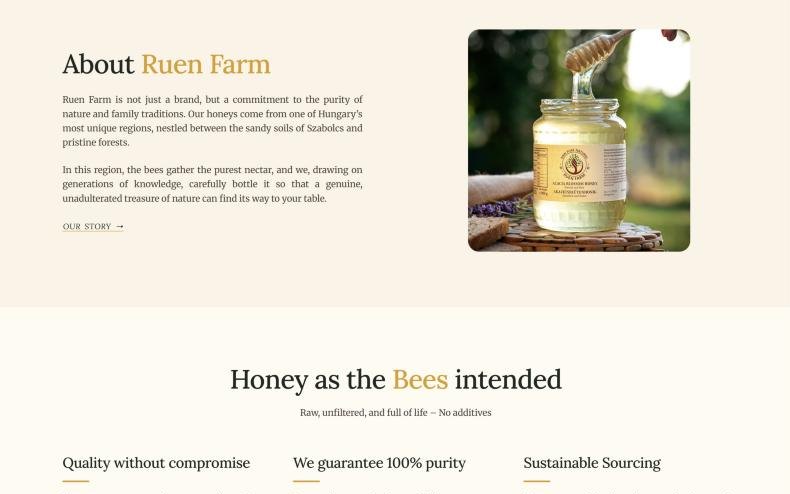 About Ruen Farm
Ruen Farm is not just a brand, but a commitment to the purity of
nature and family traditions. Our honeys come from one of Hungary's
most unique regions, nestled between the sandy soils of Szabolcs and
pristine forests.
In this region, the bees gather the purest nectar, and we, drawing on
generations of knowledge, carefully bottle it so that a genuine,
unadulterated treasure of nature can find its way to your table.
OUR STORY →
RUEN FARM
ACACIA BLOSSOM HONEY
Honey as the Bees intended
Raw, unfiltered, and full of life – No additives
Quality without compromise
We guarantee 100% purity
Sustainable Sourcing